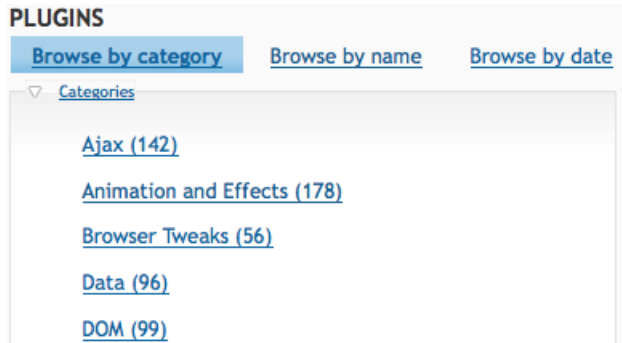 PLUGINS
Browse by category Browse by name Browse by date
Categories
Ajax (142)
Animation and Effects (178)
Browser Tweaks (56)
Data (96)
DOM (99)